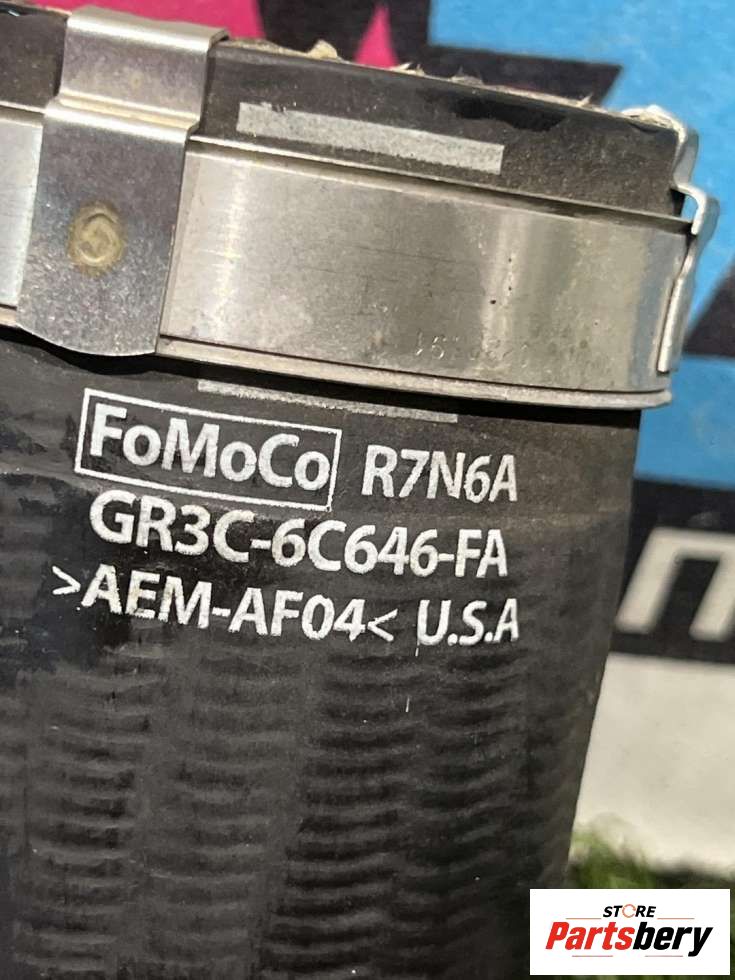 FoMoCo R7N6A
GR3C-6C646-FA
>AEM-AF04< U.S.A
STORE
Partsbery